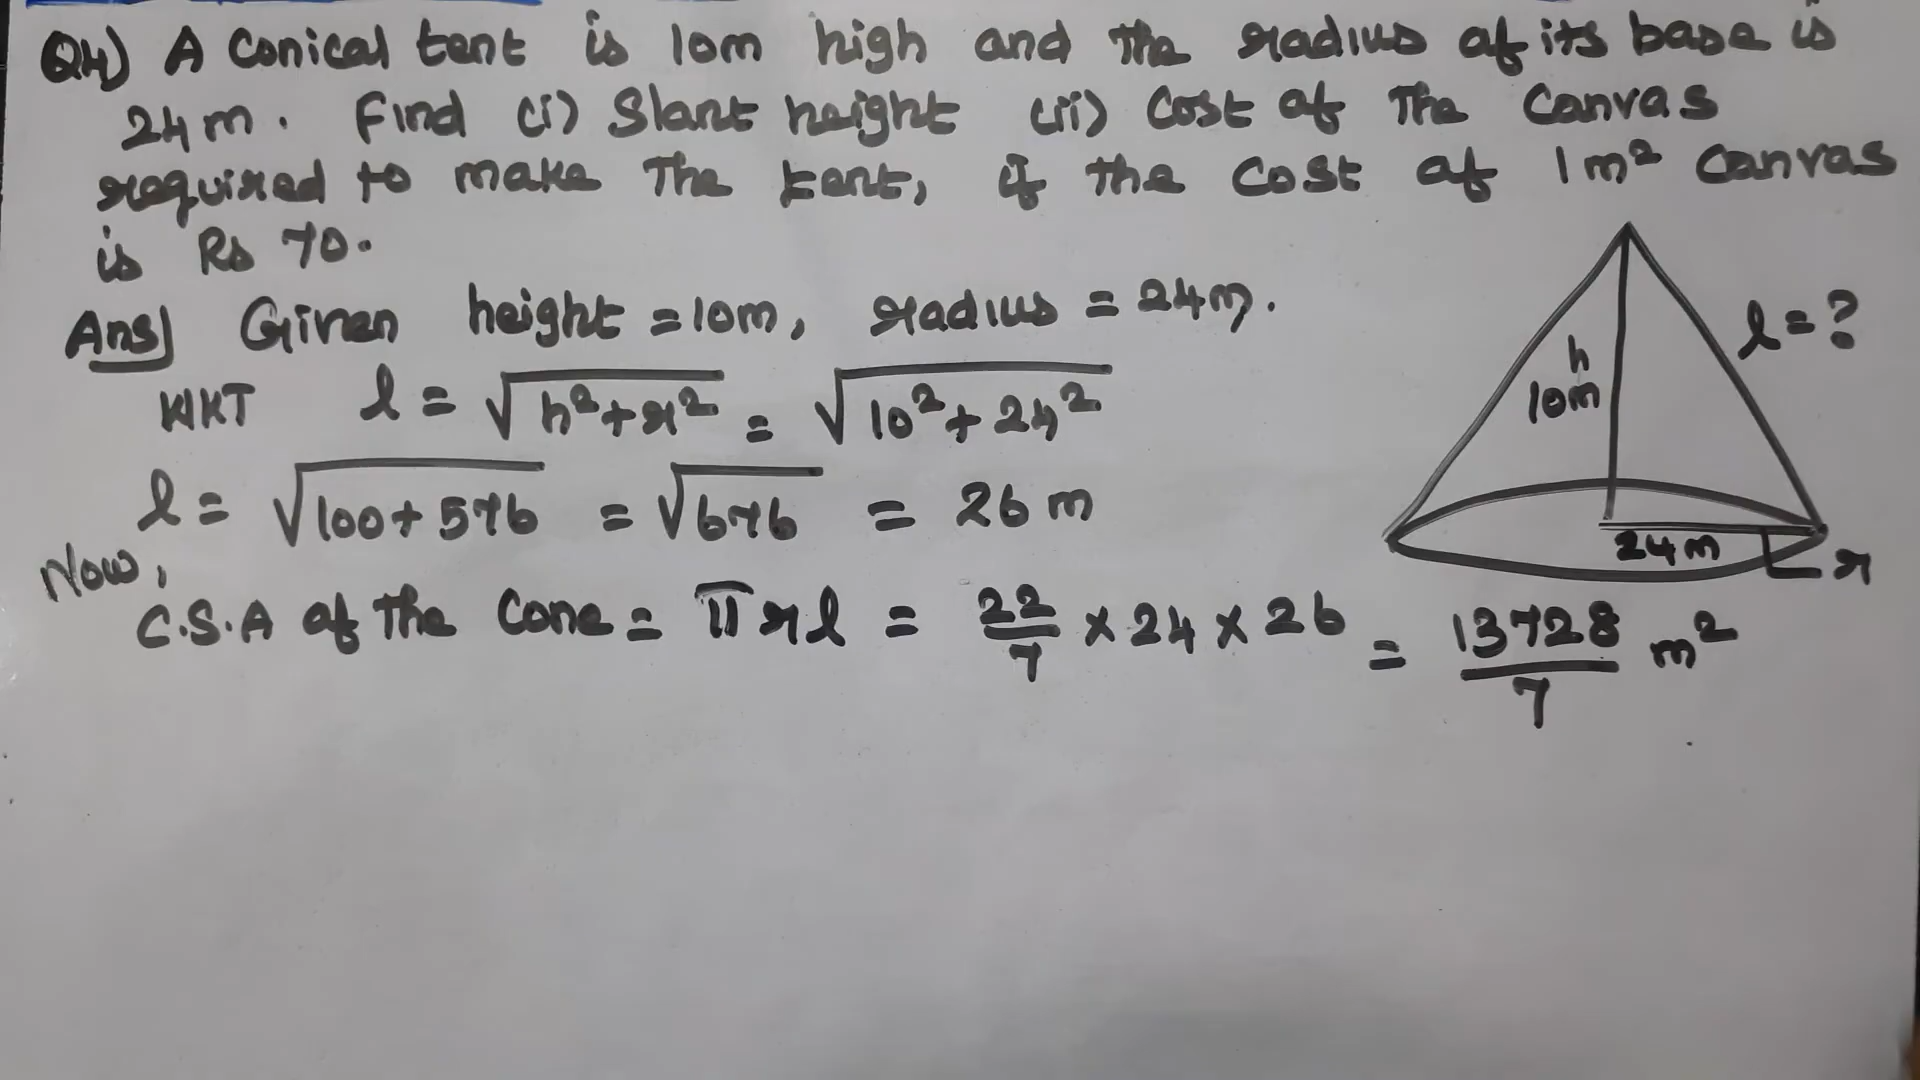 Q4) A Conical tent is 10m high and the radius of its base is
24m. Find (i) Slant height (ii) Cost of The Canvas
required to make The tent, if the Cost of 1m² Canvas
is Rs 70.
Ans) Given height = 10m, radius = 24m.
WKT l = √h²+r² = √10²+24²
l = √100+576 = √676 = 26 m
Now,
C.S.A of The Cone = πrl = 22/7 × 24 × 26 = 13728/7 m²
l = ?
h
10m
24m
r